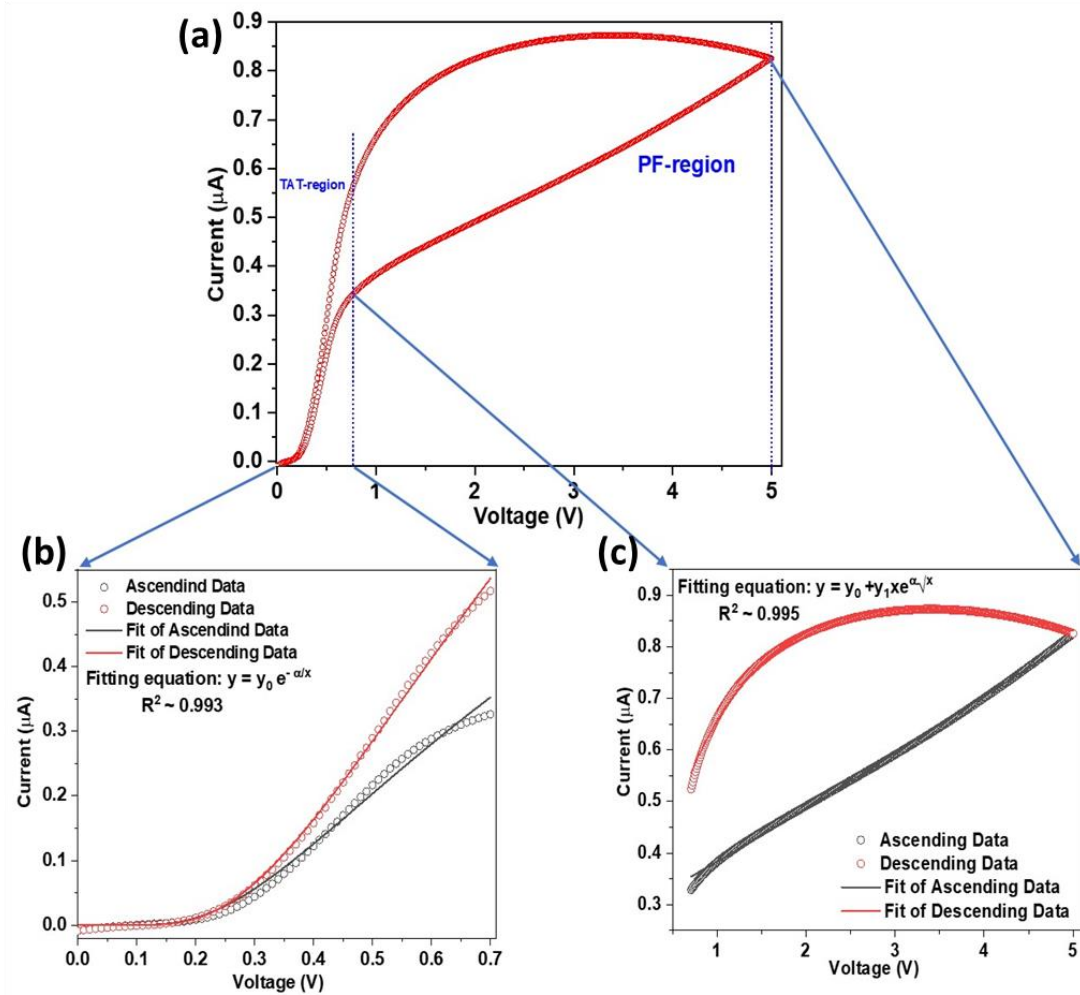 (a)
0.9
0.8
0.7
0.6
0.5
0.4
0.3
0.2
0.1
0.0
Current (μA)
TAT-region
PF-region
0 1 2 3 4 5
Voltage (V)
(b)
0.5
0.4
0.3
0.2
0.1
0.0
Current (μA)
Ascendind Data
Descending Data
Fit of Ascendind Data
Fit of Descending Data
Fitting equation: y = y₀ e^(- α/x)
R² ~ 0.993
0.0 0.1 0.2 0.3 0.4 0.5 0.6 0.7
Voltage (V)
(c)
0.9
0.8
0.7
0.6
0.5
0.4
0.3
Current (μA)
Fitting equation: y = y₀ +y₁xe^(α√x)
R² ~ 0.995
Ascending Data
Descending Data
Fit of Ascending Data
Fit of Descending Data
1 2 3 4 5
Voltage (V)